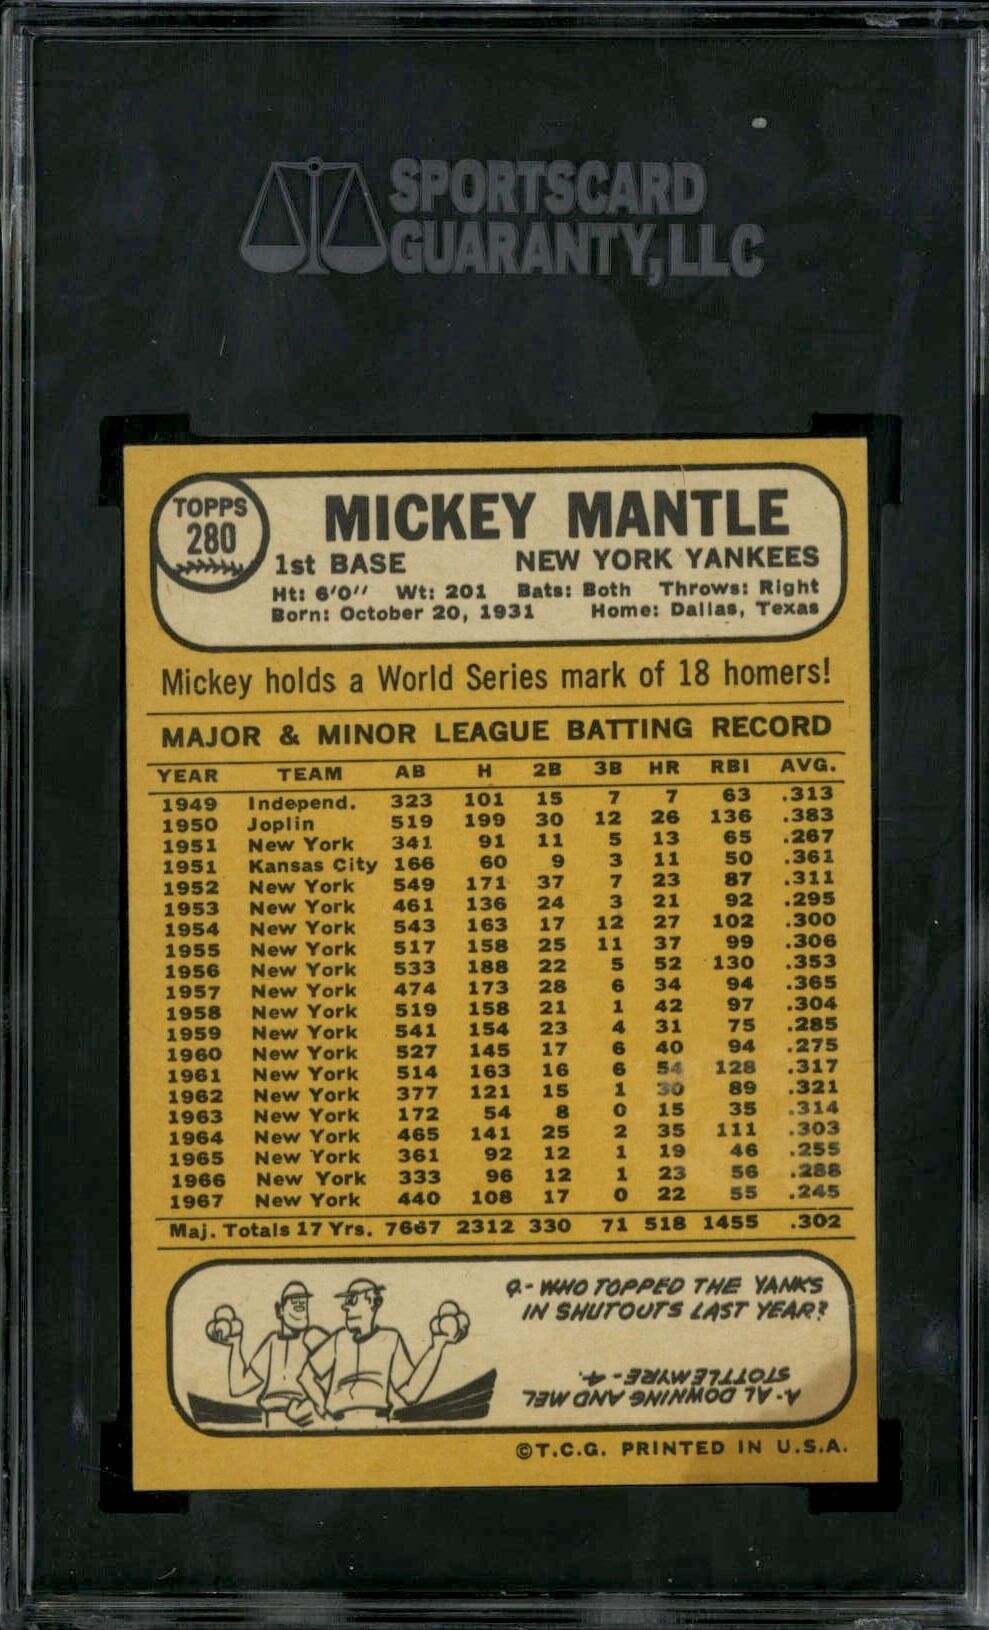 SPORTSCARD
GUARANTY, LLC
TOPPS
280
MICKEY MANTLE
1st BASE NEW YORK YANKEES
Ht: 6'0" Wt: 201 Bats: Both Throws: Right
Born: October 20, 1931 Home: Dallas, Texas
Mickey holds a World Series mark of 18 homers!
MAJOR & MINOR LEAGUE BATTING RECORD
YEAR TEAM AB H 2B 3B HR RBI AVG.
1949 Independ. 323 101 15 7 7 63 .313
1950 Joplin 519 199 30 12 26 136 .383
1951 New York 341 91 11 5 13 65 .267
1951 Kansas City 166 60 9 3 11 50 .361
1952 New York 549 171 37 7 23 87 .311
1953 New York 461 136 24 3 21 92 .295
1954 New York 543 163 17 12 27 102 .300
1955 New York 517 158 25 11 37 99 .306
1956 New York 533 188 22 5 52 130 .353
1957 New York 474 173 28 6 34 94 .365
1958 New York 519 158 21 1 42 97 .304
1959 New York 541 154 23 4 31 75 .285
1960 New York 527 145 17 6 40 94 .275
1961 New York 514 163 16 6 54 128 .317
1962 New York 377 121 15 1 30 89 .321
1963 New York 172 54 8 0 15 35 .314
1964 New York 465 141 25 2 35 111 .303
1965 New York 361 92 12 1 19 46 .255
1966 New York 333 96 12 1 23 56 .288
1967 New York 440 108 17 0 22 55 .245
Maj. Totals 17 Yrs. 7667 2312 330 71 518 1455 .302
Q.- WHO TOPPED THE YANKS
IN SHUTOUTS LAST YEAR?
A.- AL DOWNING AND MEL
STOTTLEMYRE - 4.
©T.C.G. PRINTED IN U.S.A.